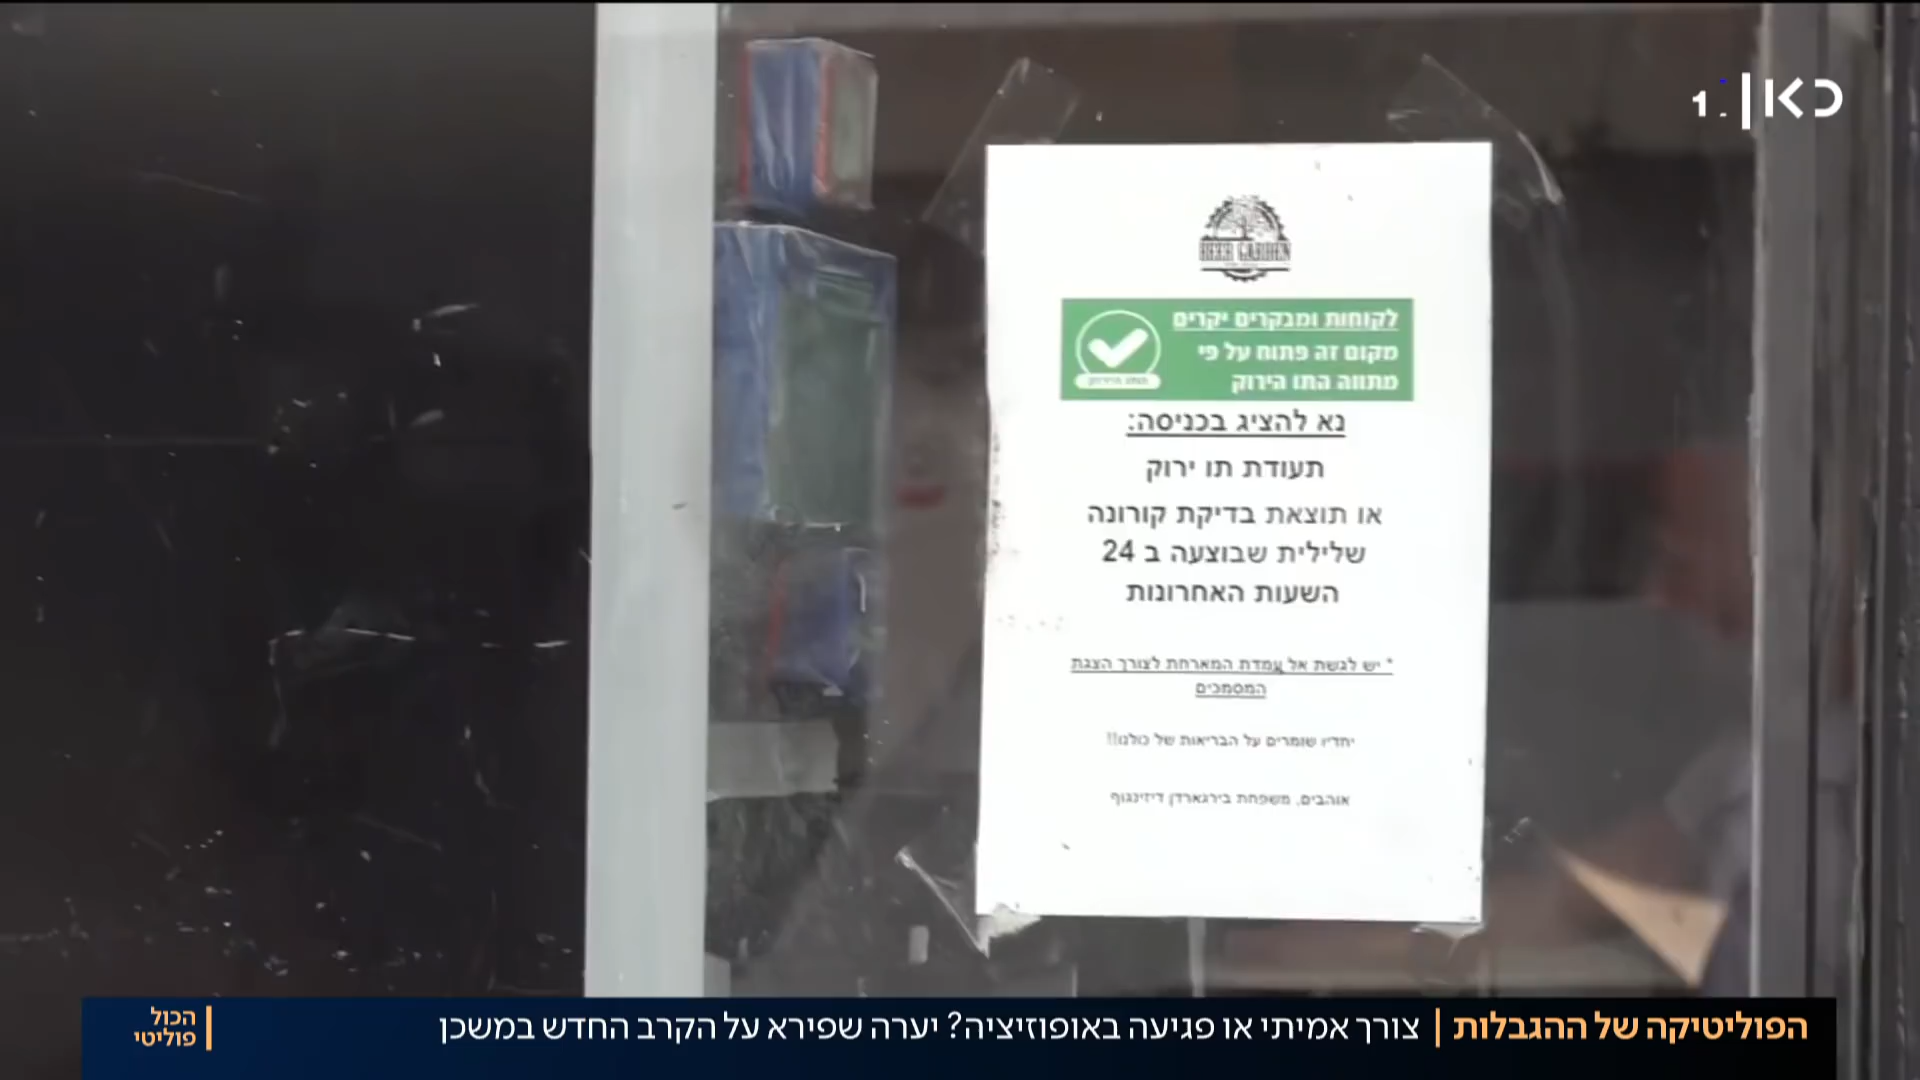 כאן | 1
BEER GARDEN
לקוחות ומבקרים יקרים
מקום זה פתוח על פי
מתווה התו הירוק
נא להציג בכניסה:
תעודת תו ירוק
או תוצאת בדיקת קורונה
שלילית שבוצעה ב 24
השעות האחרונות
* יש לגשת אל עמדת המארחת לצורך הצגת
המסמכים
יחדיו שומרים על הבריאות של כולנו!!
אוהבים, משפחת בירגארדן דיזינגוף
הפוליטיקה של ההגבלות | צורך אמיתי או פגיעה באופוזיציה? יערה שפירא על הקרב החדש במשכן
הכול
פוליטי